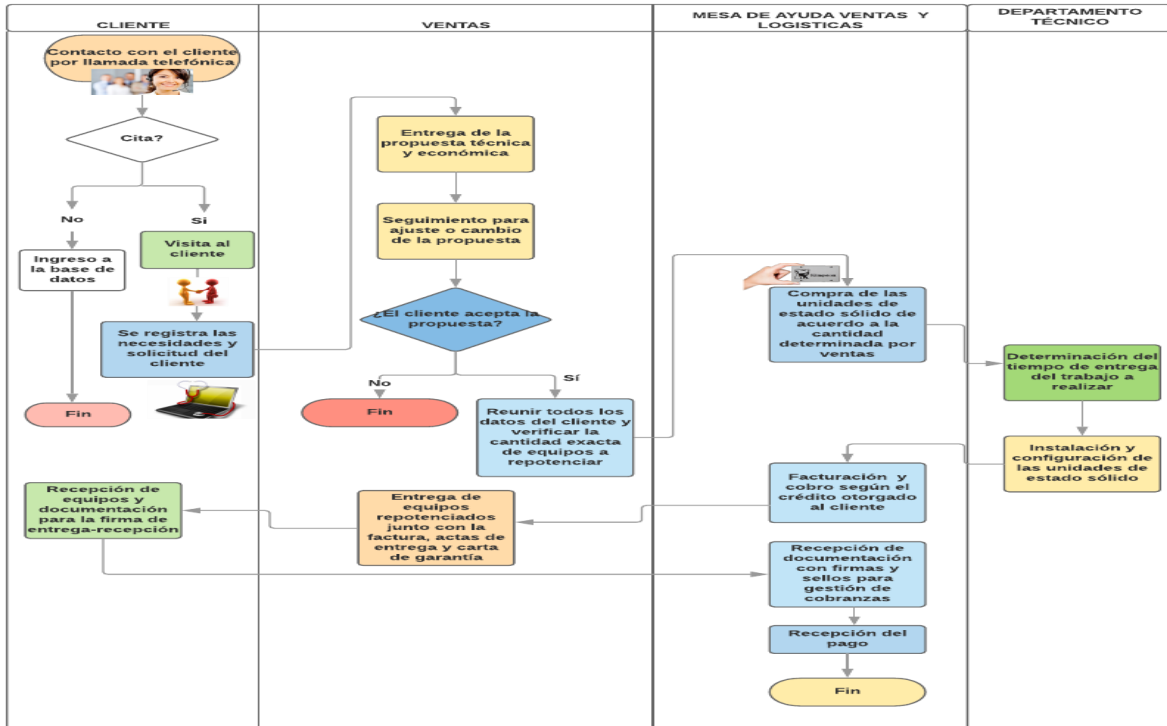 CLIENTE
VENTAS
MESA DE AYUDA VENTAS Y
LOGISTICAS
DEPARTAMENTO
TÉCNICO
Contacto con el cliente
por llamada telefónica
Cita?
No
Si
Ingreso a
la base de
datos
Fin
Visita al
cliente
Se registra las
necesidades y
solicitud del
cliente
Entrega de la
propuesta técnica
y económica
Seguimiento para
ajuste o cambio
de la propuesta
¿El cliente acepta la
propuesta?
No
Sí
Fin
Reunir todos los
datos del cliente y
verificar la
cantidad exacta
de equipos a
repotenciar
Compra de las
unidades de
estado sólido de
acuerdo a la
cantidad
determinada por
ventas
Determinación del
tiempo de entrega
del trabajo a
realizar
Instalación y
configuración de
las unidades de
estado sólido
Facturación y
cobro según el
crédito otorgado
al cliente
Entrega de
equipos
repotenciados
junto con la
factura, actas de
entrega y carta
de garantía
Recepción de
equipos y
documentación
para la firma de
entrega-recepción
Recepción de
documentación
con firmas y
sellos para
gestión de
cobranzas
Recepción del
pago
Fin